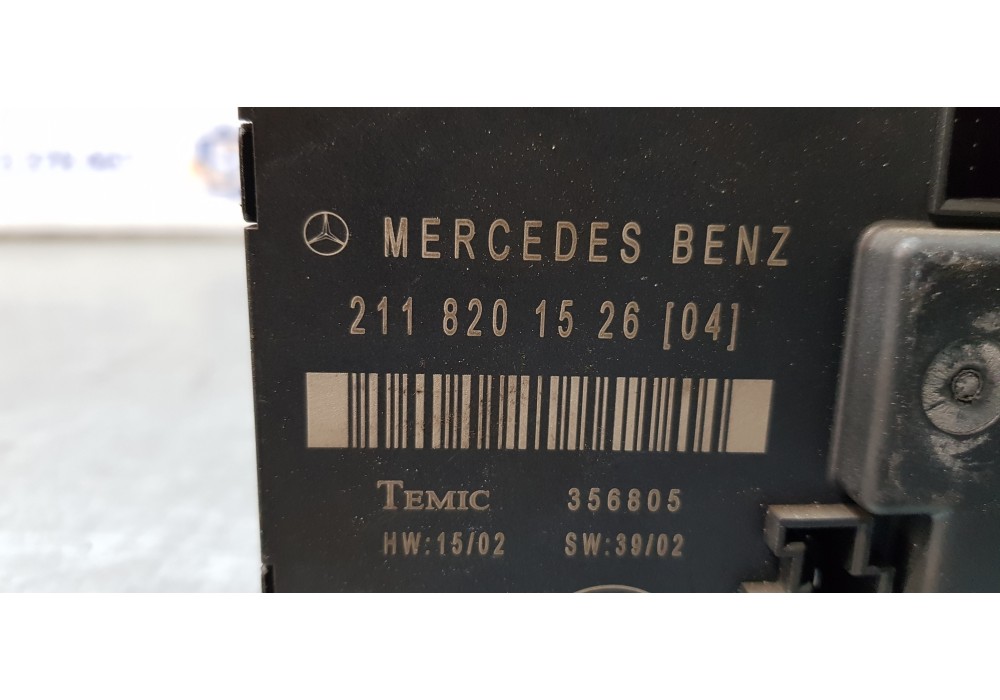 MERCEDES BENZ
211 820 15 26 [04]
TEMIC 356805
HW:15/02 SW:39/02